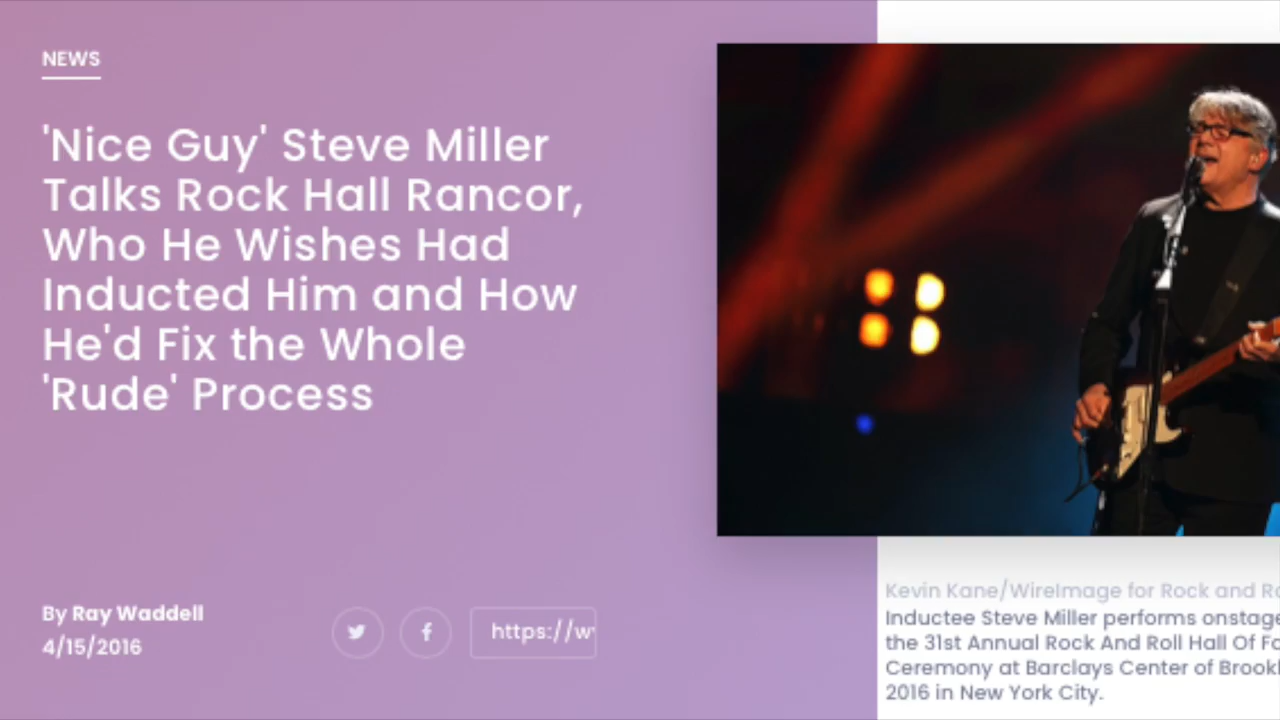 NEWS
'Nice Guy' Steve Miller
Talks Rock Hall Rancor,
Who He Wishes Had
Inducted Him and How
He'd Fix the Whole
'Rude' Process
By Ray Waddell
4/15/2016
https://w
Kevin Kane/WireImage for Rock and
Inductee Steve Miller performs onstage
the 31st Annual Rock And Roll Hall Of
Ceremony at Barclays Center of
2016 in New York City.